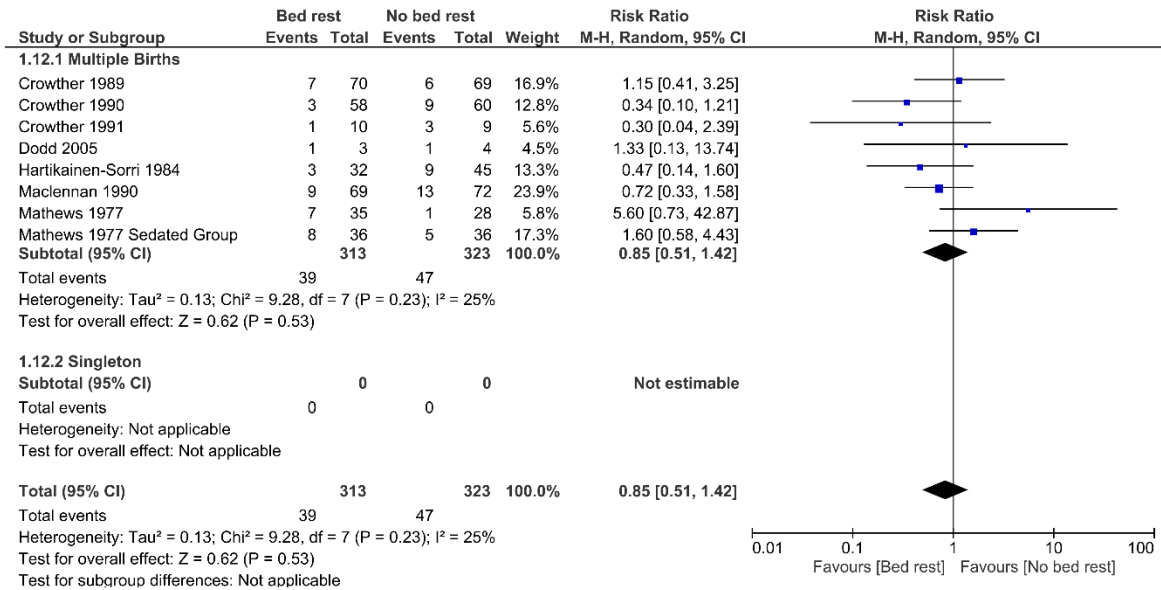 Bed rest No bed rest Risk Ratio Risk Ratio
Study or Subgroup Events Total Events Total Weight M-H, Random, 95% CI M-H, Random, 95% CI
1.12.1 Multiple Births
Crowther 1989 7 70 6 69 16.9% 1.15 [0.41, 3.25]
Crowther 1990 3 58 9 60 12.8% 0.34 [0.10, 1.21]
Crowther 1991 1 10 3 9 5.6% 0.30 [0.04, 2.39]
Dodd 2005 1 3 1 4 4.5% 1.33 [0.13, 13.74]
Hartikainen-Sorri 1984 3 32 9 45 13.3% 0.47 [0.14, 1.60]
Maclennan 1990 9 69 13 72 23.9% 0.72 [0.33, 1.58]
Mathews 1977 7 35 1 28 5.8% 5.60 [0.73, 42.87]
Mathews 1977 Sedated Group 8 36 5 36 17.3% 1.60 [0.58, 4.43]
Subtotal (95% CI) 313 323 100.0% 0.85 [0.51, 1.42]
Total events 39 47
Heterogeneity: Tau² = 0.13; Chi² = 9.28, df = 7 (P = 0.23); I² = 25%
Test for overall effect: Z = 0.62 (P = 0.53)
1.12.2 Singleton
Subtotal (95% CI) 0 0 Not estimable
Total events 0 0
Heterogeneity: Not applicable
Test for overall effect: Not applicable
Total (95% CI) 313 323 100.0% 0.85 [0.51, 1.42]
Total events 39 47
Heterogeneity: Tau² = 0.13; Chi² = 9.28, df = 7 (P = 0.23); I² = 25%
Test for overall effect: Z = 0.62 (P = 0.53)
Test for subgroup differences: Not applicable
0.01 0.1 1 10 100
Favours [Bed rest] Favours [No bed rest]